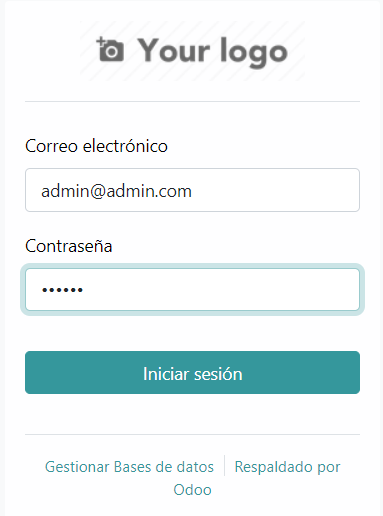 Your logo
Correo electrónico
admin@admin.com
Contraseña
••••••
Iniciar sesión
Gestionar Bases de datos | Respaldado por
Odoo